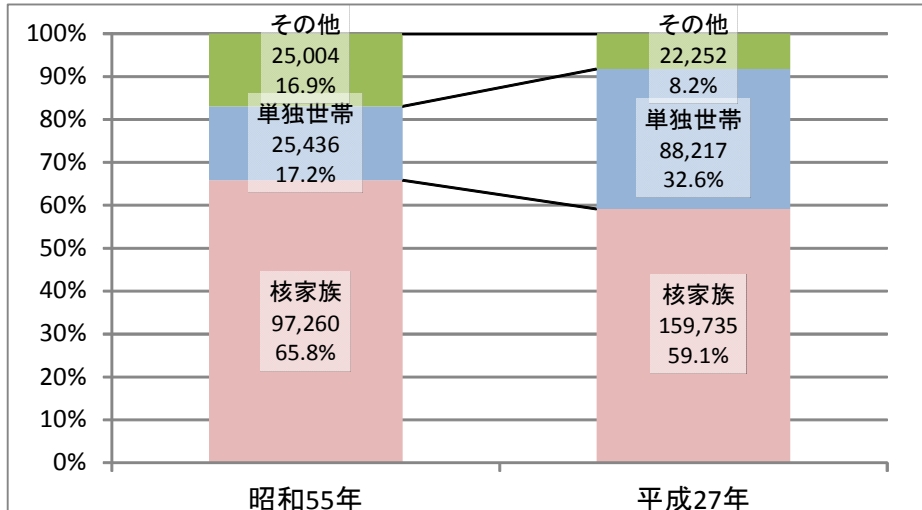 100%
90%
80%
70%
60%
50%
40%
30%
20%
10%
0%
その他
25,004
16.9%
単独世帯
25,436
17.2%
核家族
97,260
65.8%
その他
22,252
8.2%
単独世帯
88,217
32.6%
核家族
159,735
59.1%
昭和55年
平成27年